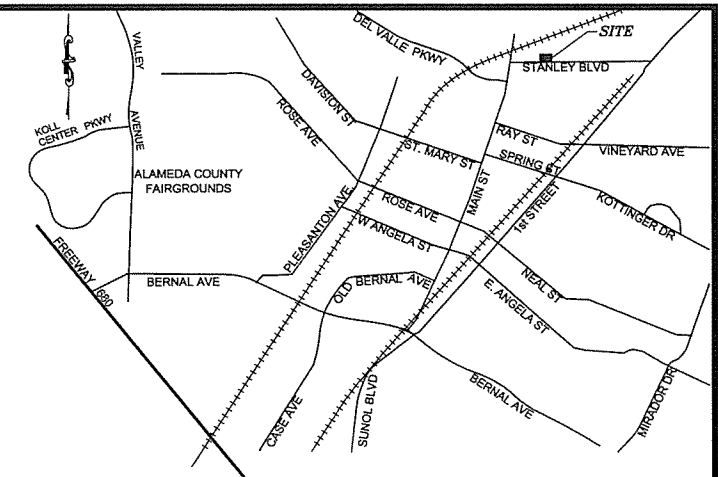 DEL VALLE PKWY
SITE
STANLEY BLVD
VALLEY
AVENUE
DAVISION ST
ROSE AVE
KOLL
CENTER PKWY
RAY ST
VINEYARD AVE
ST. MARY ST
SPRING ST
ALAMEDA COUNTY
FAIRGROUNDS
MAIN ST
1st STREET
KOTTINGER DR
PLEASANTON AVE
ROSE AVE
W ANGELA ST
FREEWAY 680
BERNAL AVE
OLD BERNAL AVE
NEAL ST
E. ANGELA ST
CASE AVE
SUNOL BLVD
BERNAL AVE
MIRADOR DR